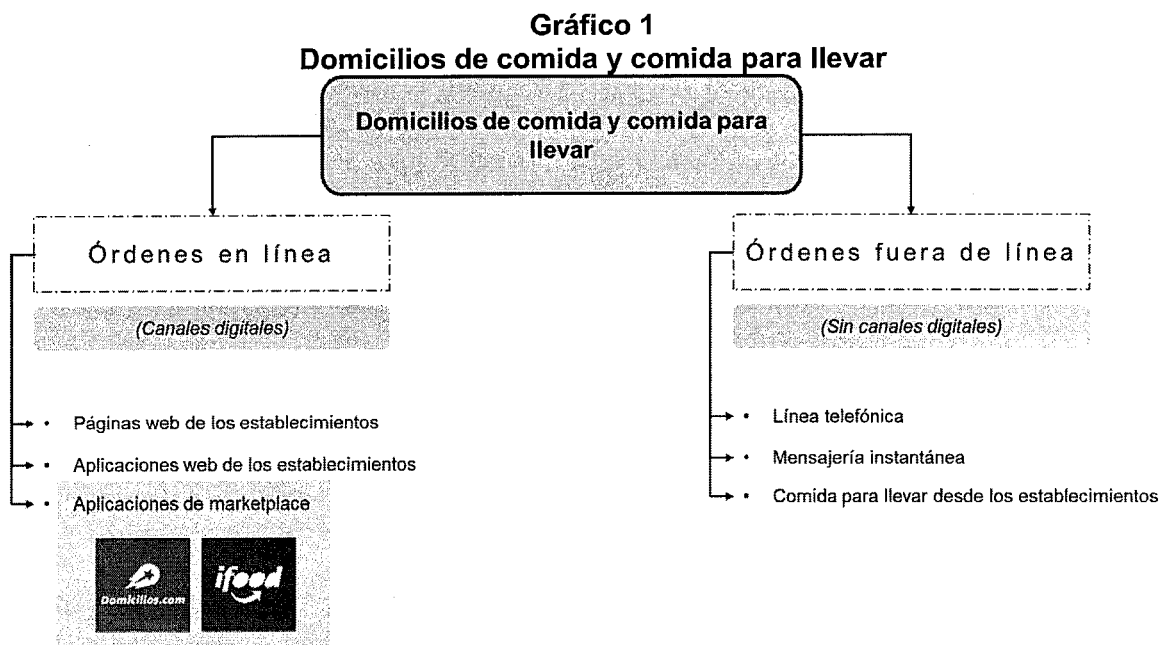 Gráfico 1
Domicilios de comida y comida para llevar
Domicilios de comida y comida para
llevar
Órdenes en línea
(Canales digitales)
• Páginas web de los establecimientos
• Aplicaciones web de los establecimientos
• Aplicaciones de marketplace
Domicilios.com
ifood
Órdenes fuera de línea
(Sin canales digitales)
• Línea telefónica
• Mensajería instantánea
• Comida para llevar desde los establecimientos